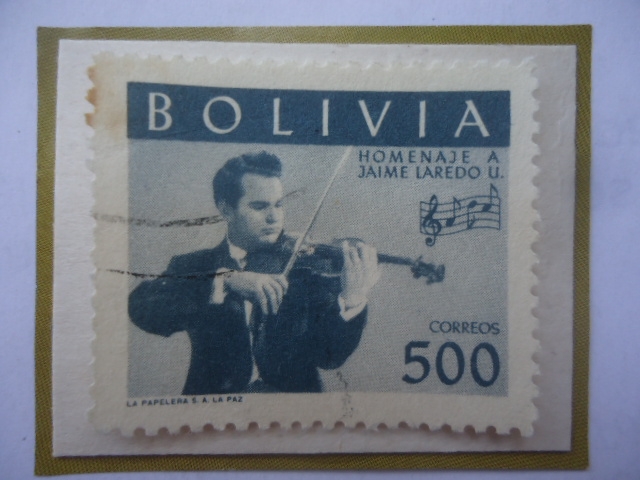 BOLIVIA
HOMENAJE A
JAIME LAREDO U.
CORREOS
500
LA PAPELERA S. A. LA PAZ